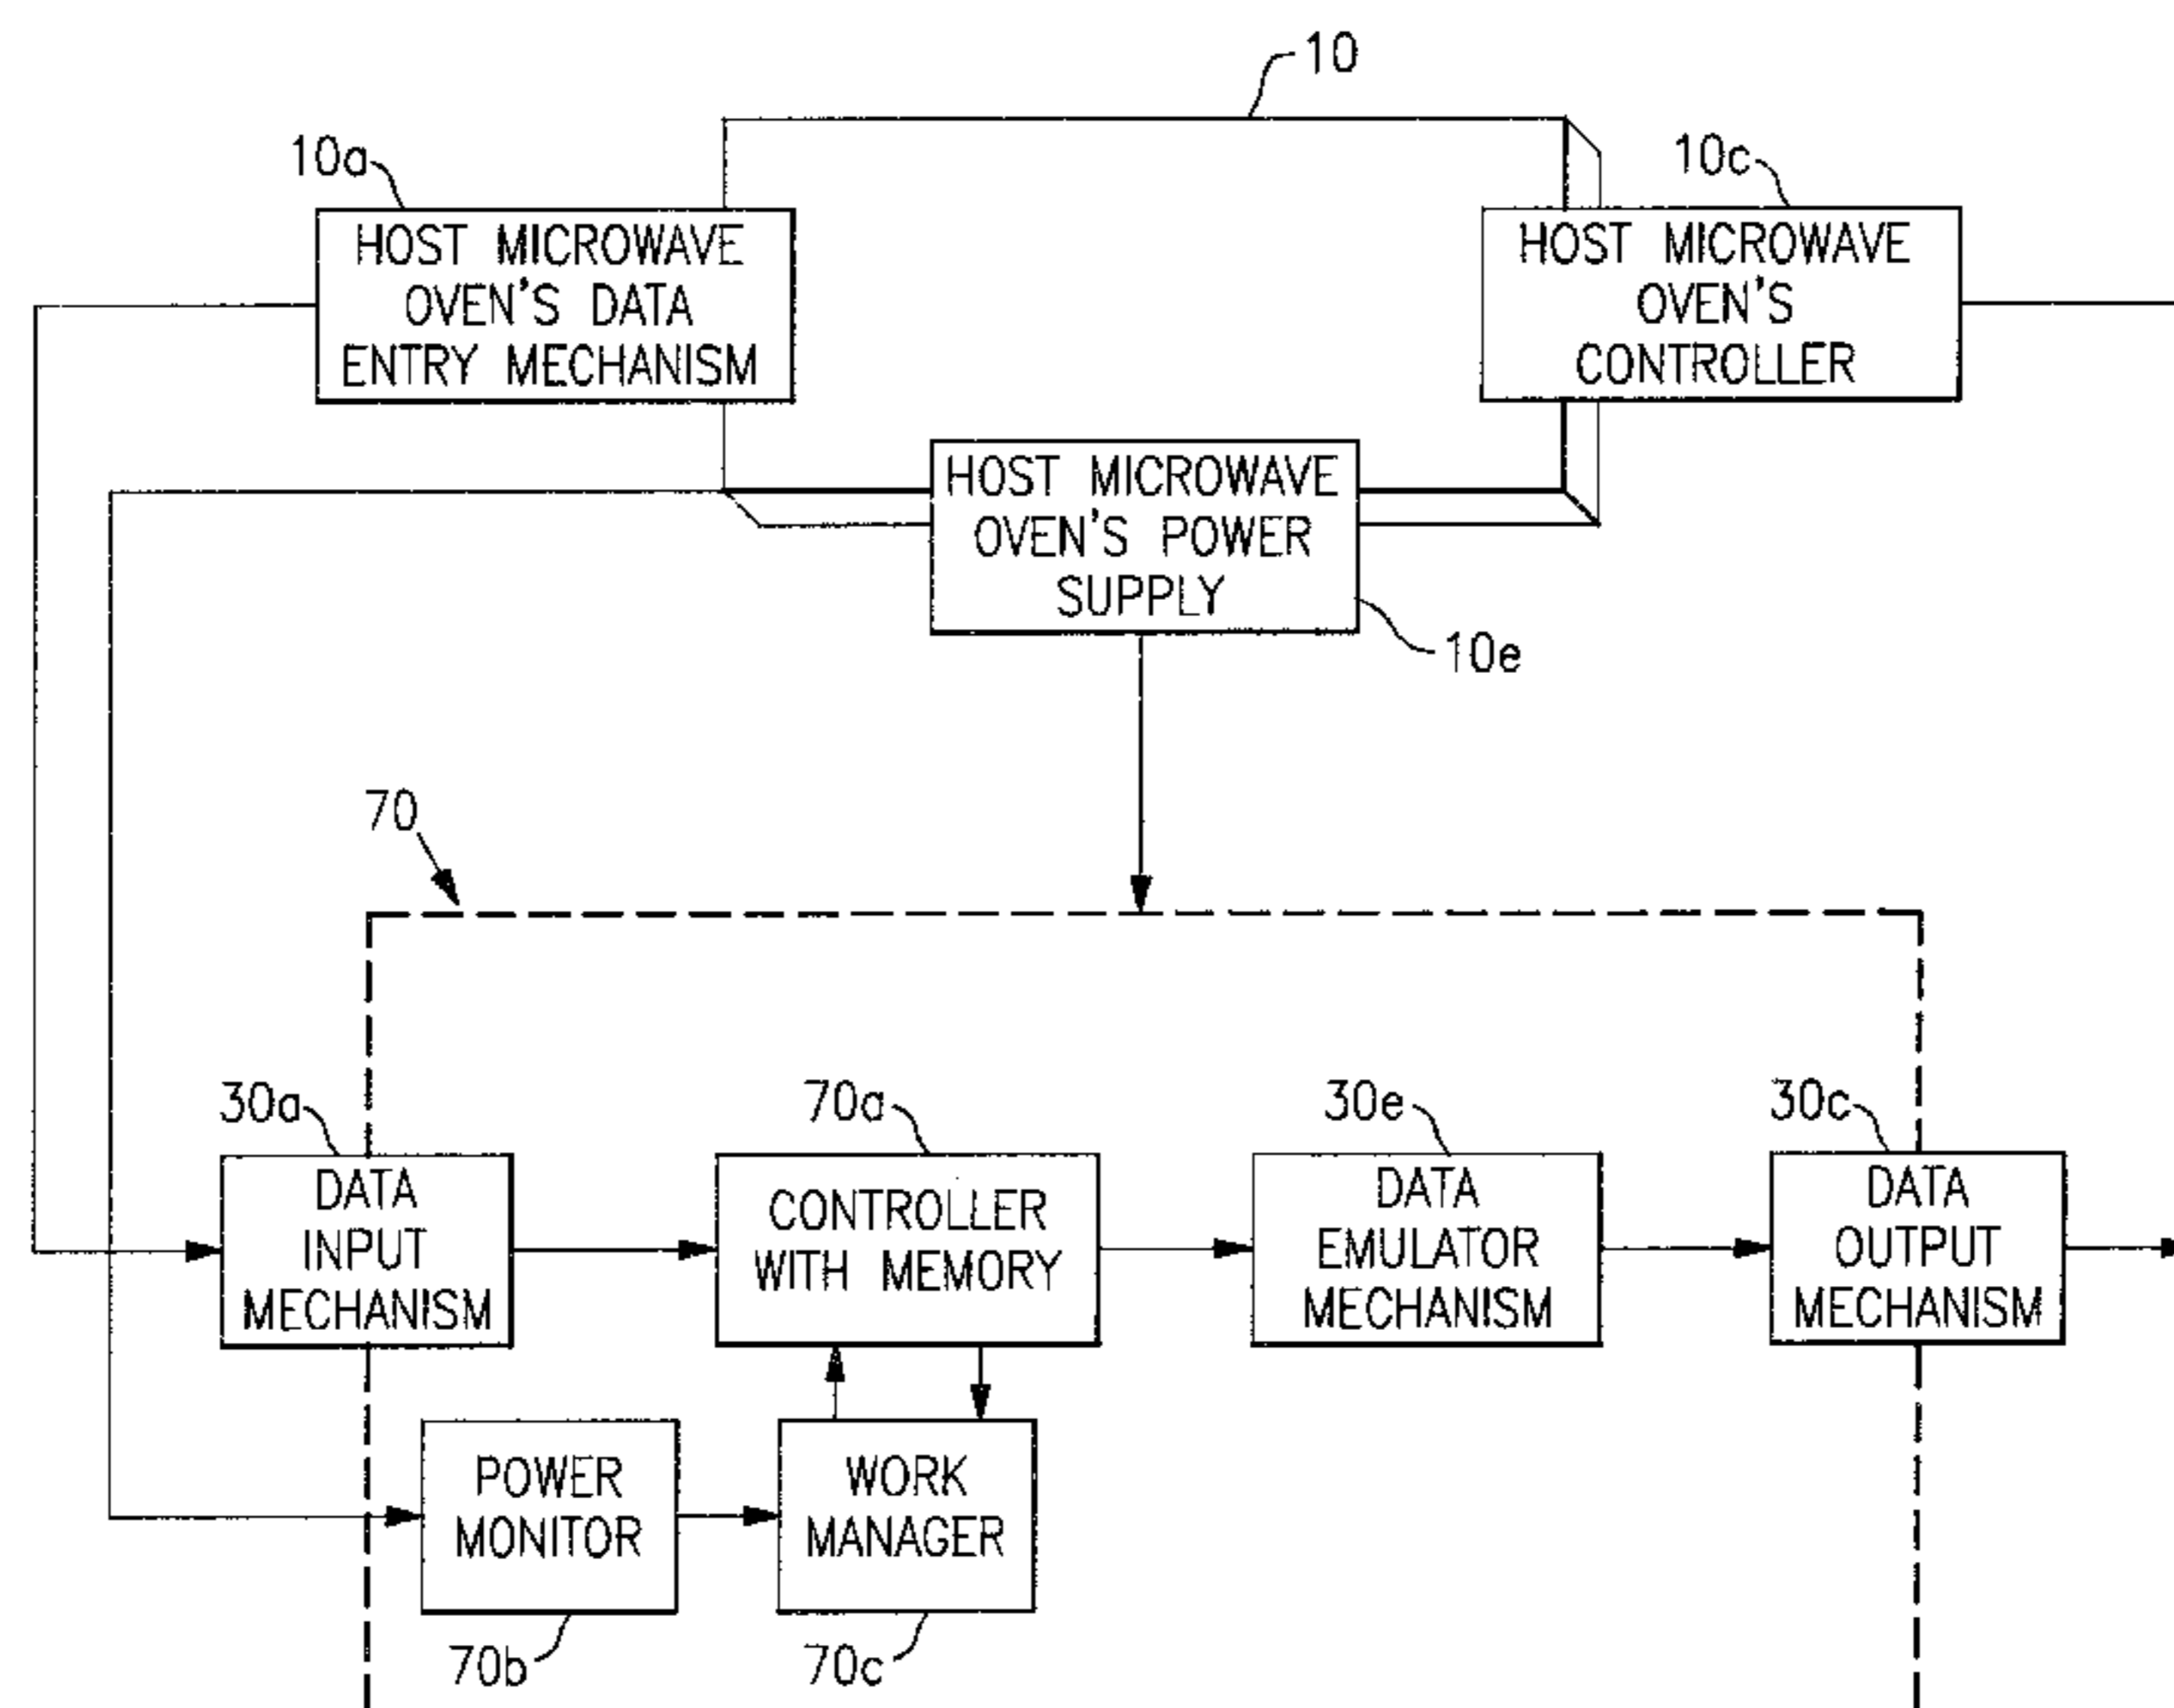 10
10a
10c
HOST MICROWAVE
OVEN'S DATA
ENTRY MECHANISM
HOST MICROWAVE
OVEN'S
CONTROLLER
HOST MICROWAVE
OVEN'S POWER
SUPPLY
10e
70
30a
70a
30e
30c
DATA
INPUT
MECHANISM
CONTROLLER
WITH MEMORY
DATA
EMULATOR
MECHANISM
DATA
OUTPUT
MECHANISM
POWER
MONITOR
WORK
MANAGER
70b
70c